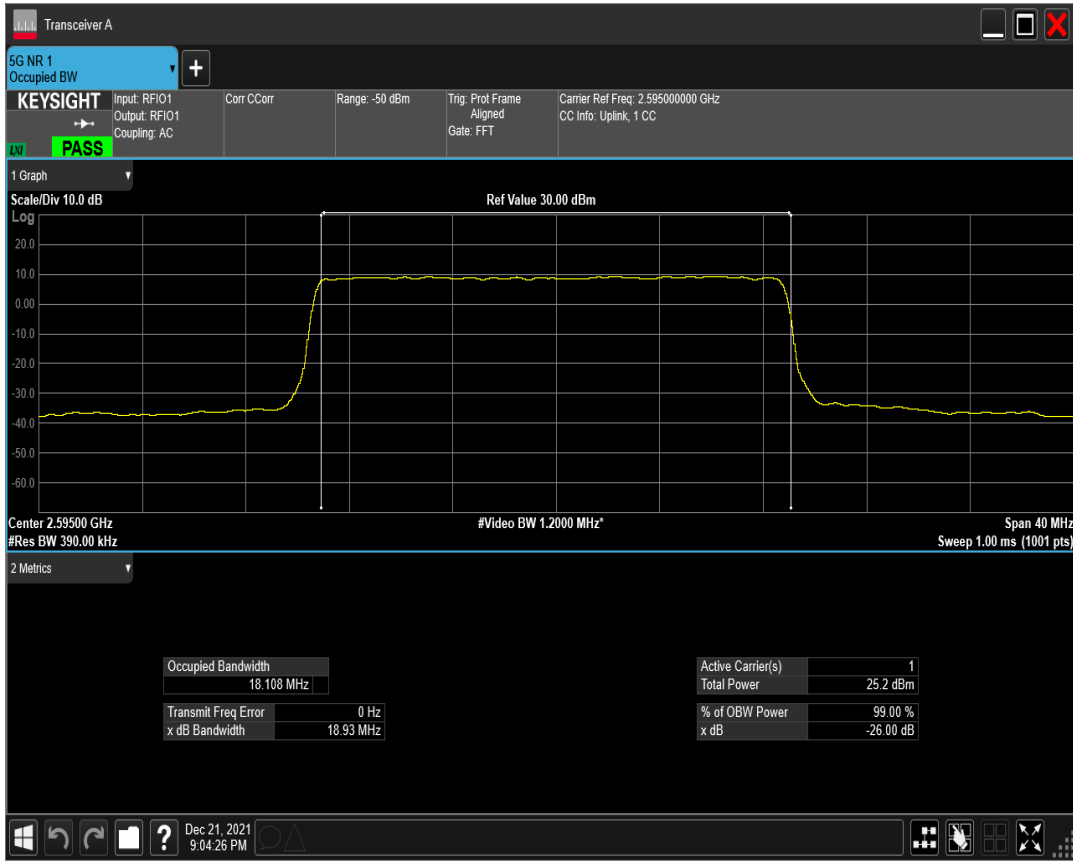 Transceiver A
5G NR 1
Occupied BW
KEYSIGHT
LXI
PASS
Input: RFIO1
Output: RFIO1
Coupling: AC
Corr CCorr
Range: -50 dBm
Trig: Prot Frame
Aligned
Gate: FFT
Carrier Ref Freq: 2.595000000 GHz
CC Info: Uplink, 1 CC
1 Graph
Scale/Div 10.0 dB
Ref Value 30.00 dBm
Log
20.0
10.0
0.00
-10.0
-20.0
-30.0
-40.0
-50.0
-60.0
Center 2.59500 GHz
#Video BW 1.2000 MHz*
Span 40 MHz
#Res BW 390.00 kHz
Sweep 1.00 ms (1001 pts)
2 Metrics
Occupied Bandwidth
18.108 MHz
Transmit Freq Error 0 Hz
x dB Bandwidth 18.93 MHz
Active Carrier(s) 1
Total Power 25.2 dBm
% of OBW Power 99.00 %
x dB -26.00 dB
?
Dec 21, 2021
9:04:26 PM